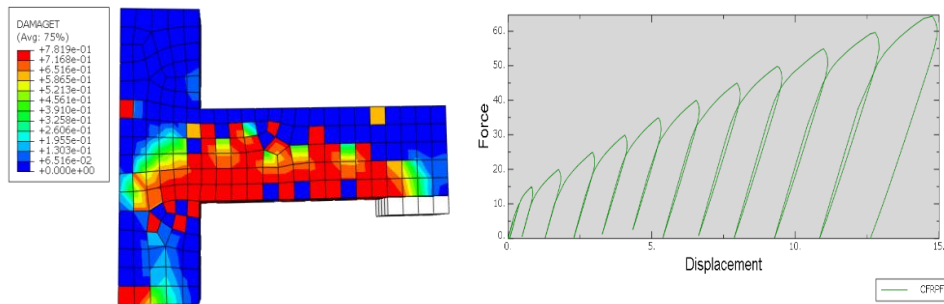 DAMAGET
(Avg: 75%)
+7.819e-01
+7.168e-01
+6.516e-01
+5.865e-01
+5.213e-01
+4.561e-01
+3.910e-01
+3.258e-01
+2.606e-01
+1.955e-01
+1.303e-01
+6.516e-02
+0.000e+00
Force
60.
50.
40.
30.
20.
10.
0.
0. 5. 10. 15.
Displacement
CFRPF